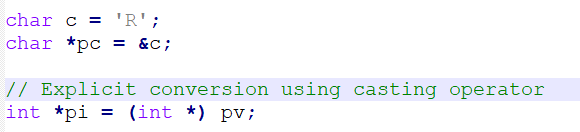 char c = 'R';
char *pc = &c;
// Explicit conversion using casting operator
int *pi = (int *) pv;